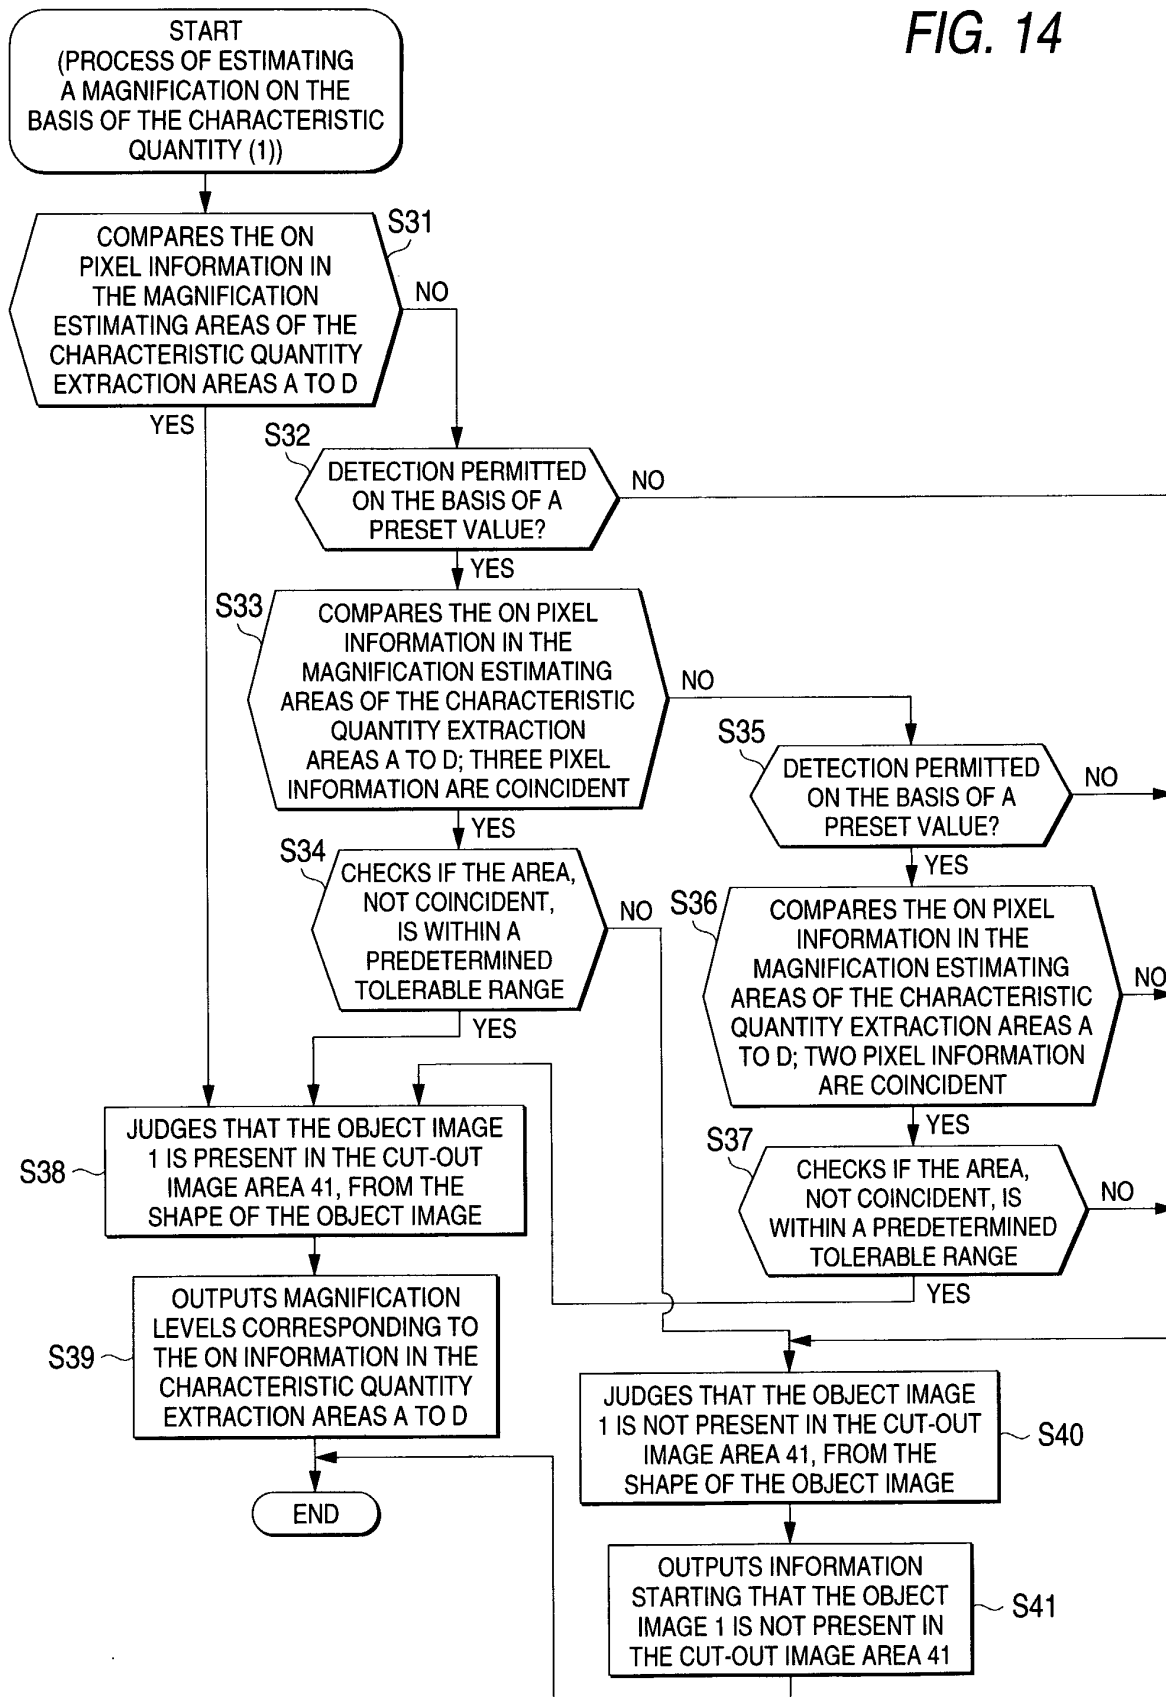 FIG. 14
START
(PROCESS OF ESTIMATING
A MAGNIFICATION ON THE
BASIS OF THE CHARACTERISTIC
QUANTITY (1))
S31
COMPARES THE ON
PIXEL INFORMATION IN
THE MAGNIFICATION
ESTIMATING AREAS OF THE
CHARACTERISTIC QUANTITY
EXTRACTION AREAS A TO D
NO
YES
S32
DETECTION PERMITTED
ON THE BASIS OF A
PRESET VALUE?
NO
YES
S33
COMPARES THE ON PIXEL
INFORMATION IN THE
MAGNIFICATION ESTIMATING
AREAS OF THE CHARACTERISTIC
QUANTITY EXTRACTION
AREAS A TO D; THREE PIXEL
INFORMATION ARE COINCIDENT
NO
YES
S34
CHECKS IF THE AREA,
NOT COINCIDENT,
IS WITHIN A
PREDETERMINED
TOLERABLE RANGE
NO
YES
S35
DETECTION PERMITTED
ON THE BASIS OF A
PRESET VALUE?
NO
YES
S36
COMPARES THE ON PIXEL
INFORMATION IN THE
MAGNIFICATION ESTIMATING
AREAS OF THE CHARACTERISTIC
QUANTITY EXTRACTION AREAS A
TO D; TWO PIXEL INFORMATION
ARE COINCIDENT
NO
YES
S37
CHECKS IF THE AREA,
NOT COINCIDENT, IS
WITHIN A PREDETERMINED
TOLERABLE RANGE
NO
YES
S38
JUDGES THAT THE OBJECT IMAGE
1 IS PRESENT IN THE CUT-OUT
IMAGE AREA 41, FROM THE
SHAPE OF THE OBJECT IMAGE
S39
OUTPUTS MAGNIFICATION
LEVELS CORRESPONDING TO
THE ON INFORMATION IN THE
CHARACTERISTIC QUANTITY
EXTRACTION AREAS A TO D
END
JUDGES THAT THE OBJECT IMAGE
1 IS NOT PRESENT IN THE CUT-OUT
IMAGE AREA 41, FROM THE
SHAPE OF THE OBJECT IMAGE
S40
OUTPUTS INFORMATION
STARTING THAT THE OBJECT
IMAGE 1 IS NOT PRESENT IN
THE CUT-OUT IMAGE AREA 41
S41